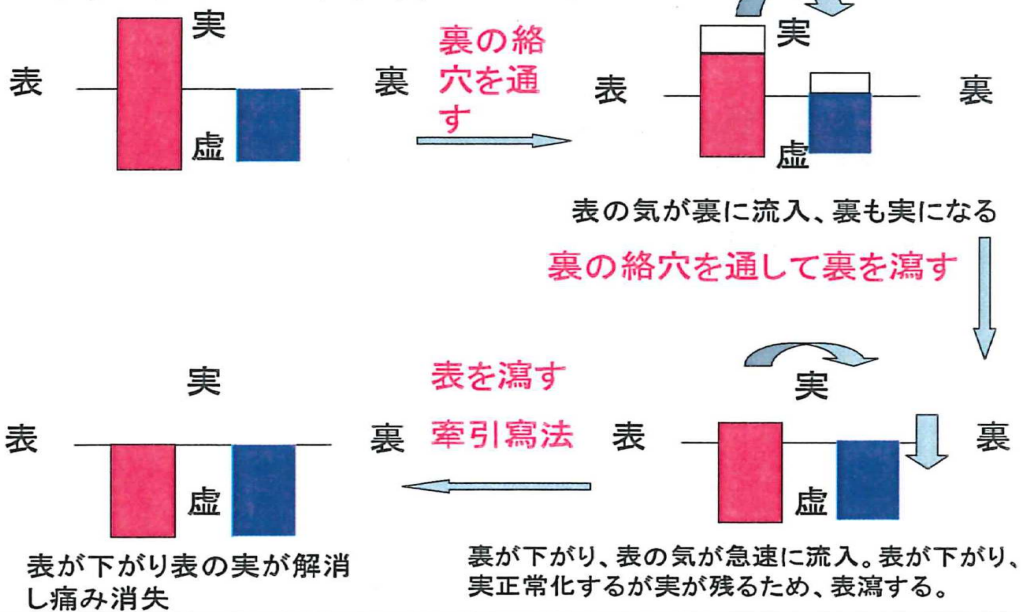 実
表
裏
虚
裏の絡
穴を通
す
実
表
裏
虚
表の気が裏に流入、裏も実になる
裏の絡穴を通して裏を瀉す
実
表
裏
虚
裏が下がり、表の気が急速に流入。表が下がり、
実正常化するが実が残るため、表瀉する。
表を瀉す
牽引寫法
実
表
裏
虚
表が下がり表の実が解消
し痛み消失